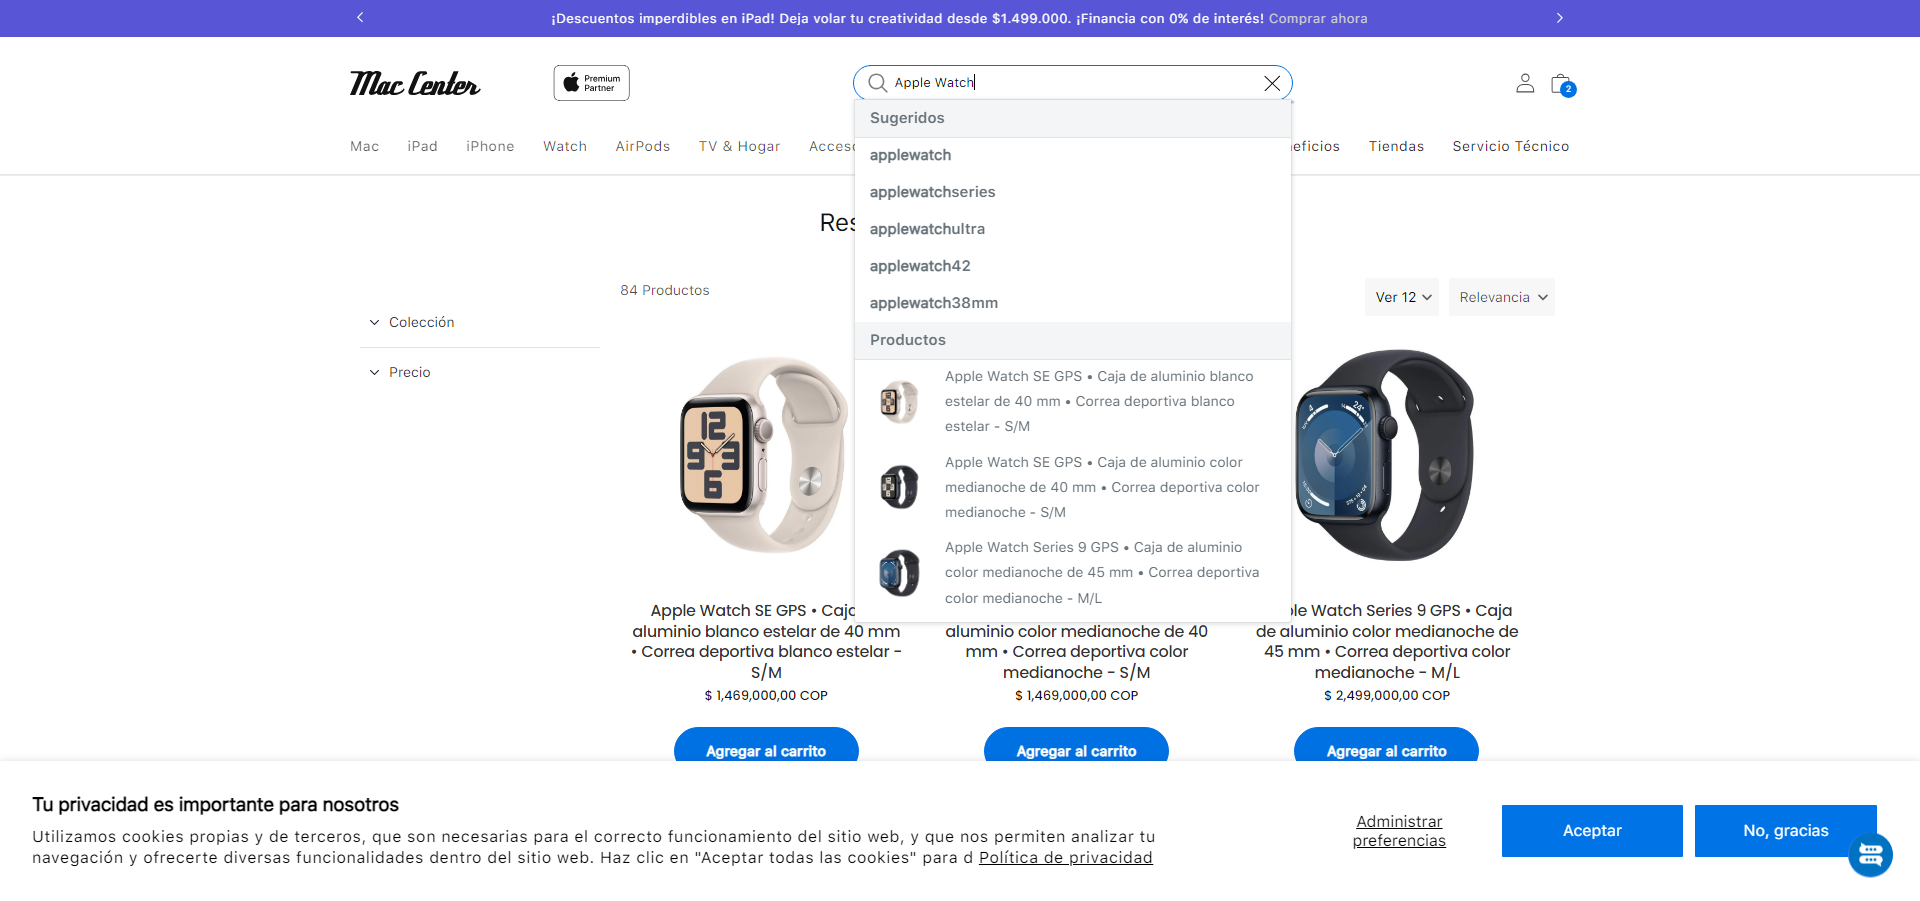 ¡Descuentos imperdibles en iPad! Deja volar tu creatividad desde $1.499.000. ¡Financia con 0% de interés! Comprar ahora
Mac Center
Premium
Partner
Apple Watch
2
Mac iPad iPhone Watch AirPods TV & Hogar Acceso eficios Tiendas Servicio Técnico
Sugeridos
applewatch
applewatchseries
applewatchultra
applewatch42
applewatch38mm
Productos
Apple Watch SE GPS • Caja de aluminio blanco
estelar de 40 mm • Correa deportiva blanco
estelar - S/M
Apple Watch SE GPS • Caja de aluminio color
medianoche de 40 mm • Correa deportiva color
medianoche - S/M
Apple Watch Series 9 GPS • Caja de aluminio
color medianoche de 45 mm • Correa deportiva
color medianoche - M/L
Res
84 Productos
Ver 12
Relevancia
Colección
Precio
Apple Watch SE GPS • Caja
aluminio blanco estelar de 40 mm
• Correa deportiva blanco estelar -
S/M
$ 1,469,000,00 COP
Agregar al carrito
aluminio color medianoche de 40
mm • Correa deportiva color
medianoche - S/M
$ 1,469,000,00 COP
Agregar al carrito
ple Watch Series 9 GPS • Caja
de aluminio color medianoche de
45 mm • Correa deportiva color
medianoche - M/L
$ 2,499,000,00 COP
Agregar al carrito
Tu privacidad es importante para nosotros
Utilizamos cookies propias y de terceros, que son necesarias para el correcto funcionamiento del sitio web, y que nos permiten analizar tu
navegación y ofrecerte diversas funcionalidades dentro del sitio web. Haz clic en "Aceptar todas las cookies" para d Política de privacidad
Administrar
preferencias
Aceptar
No, gracias